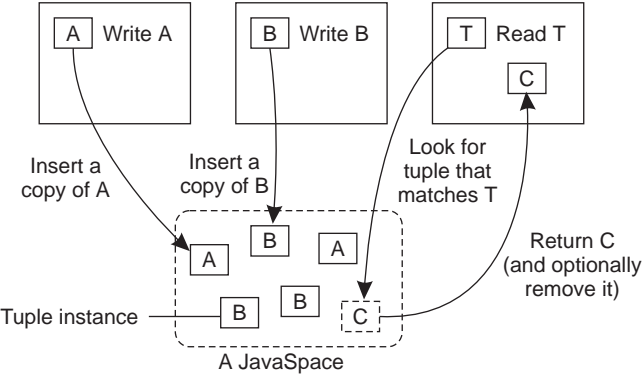 A Write A
B Write B
T Read T
C
Insert a
copy of A
Insert a
copy of B
Look for
tuple that
matches T
Return C
(and optionally
remove it)
B
A
A
B
B
C
Tuple instance
A JavaSpace